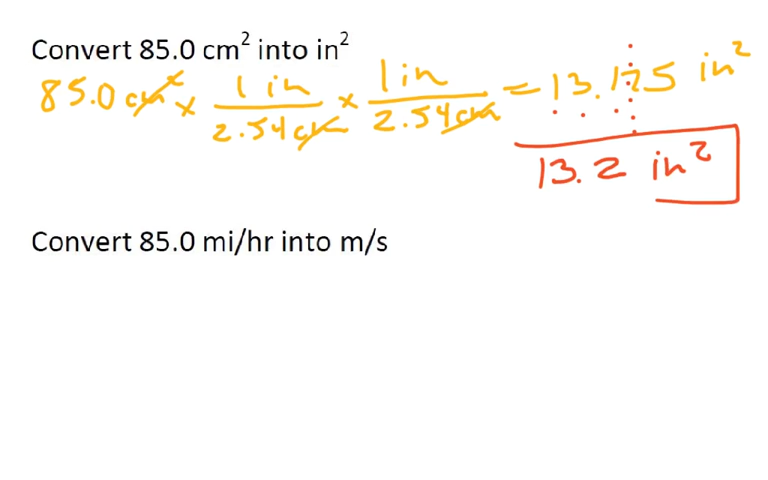 Convert 85.0 cm² into in²
85.0 cm² × 1 in / 2.54 cm × 1 in / 2.54 cm = 13.175 in²
13.2 in²
Convert 85.0 mi/hr into m/s